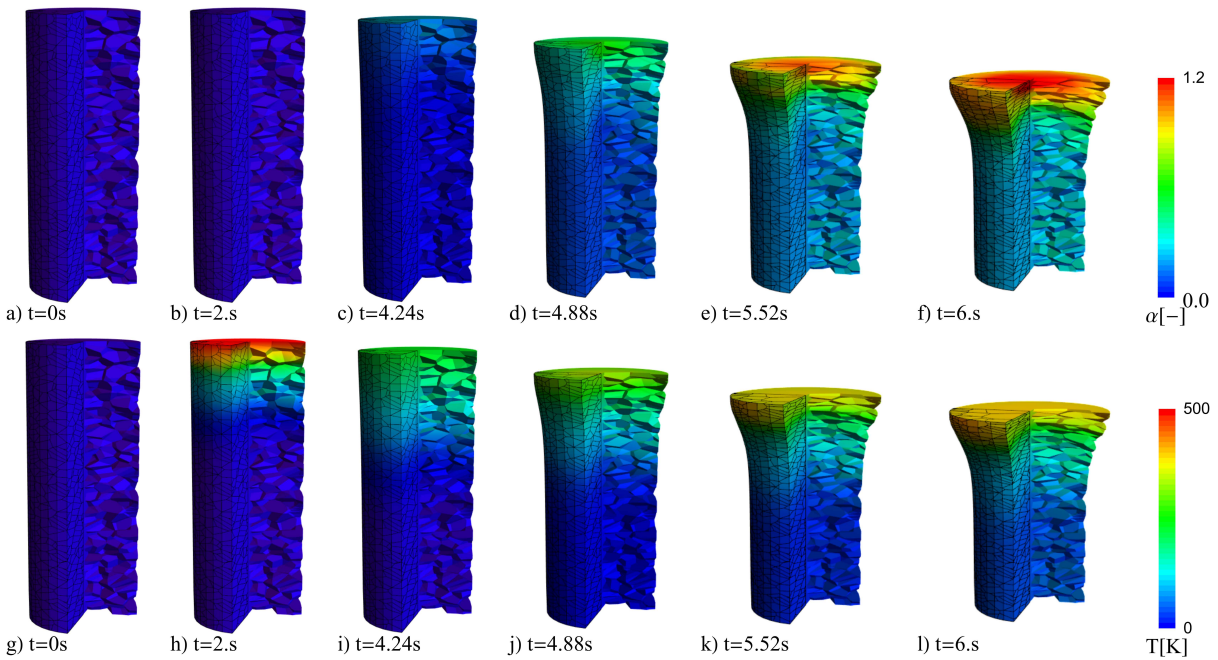 1.2
0.0
a) t=0s b) t=2.s c) t=4.24s d) t=4.88s e) t=5.52s f) t=6.s α[-]
500
0
g) t=0s h) t=2.s i) t=4.24s j) t=4.88s k) t=5.52s l) t=6.s T[K]